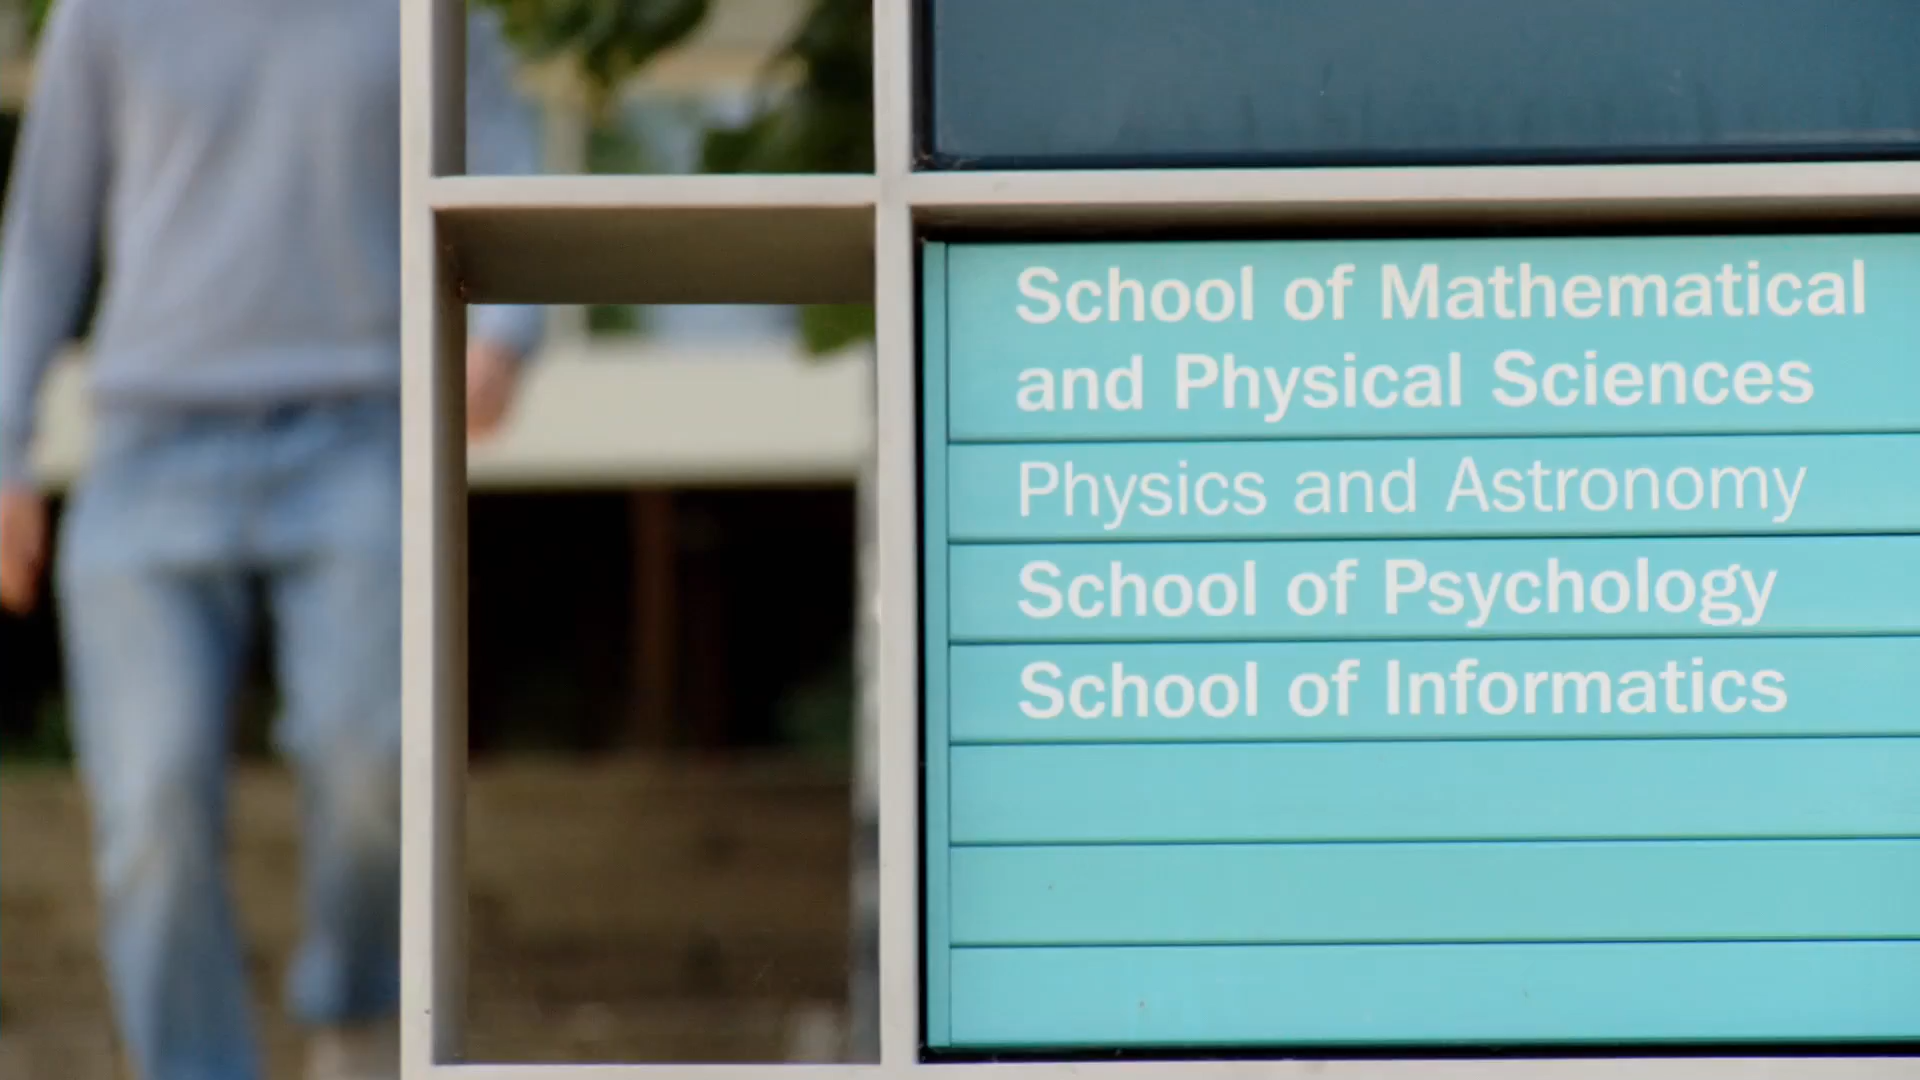 School of Mathematical
and Physical Sciences
Physics and Astronomy
School of Psychology
School of Informatics